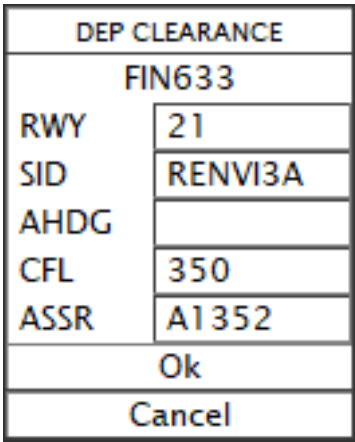 DEP CLEARANCE
FIN633
RWY 21
SID RENVI3A
AHDG
CFL 350
ASSR A1352
Ok
Cancel